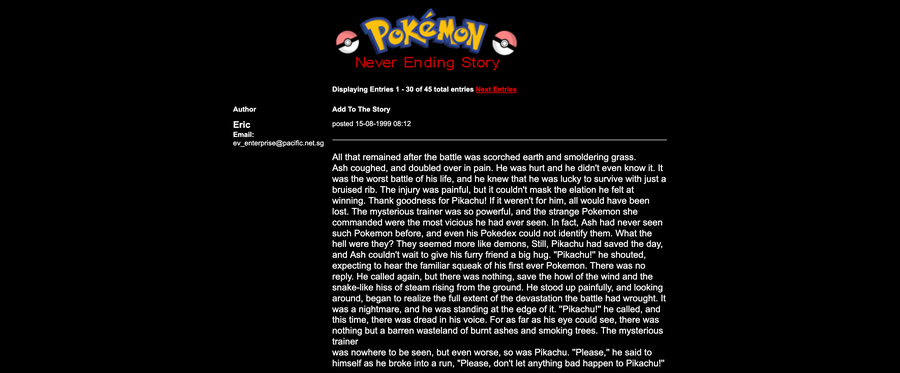 POKéMON
Never Ending Story
Displaying Entries 1 - 30 of 45 total entries Next Entries
Author Add To The Story
Eric posted 15-08-1999 08:12
Email:
ev_enterprise@pacific.net.sg
All that remained after the battle was scorched earth and smoldering grass.
Ash coughed, and doubled over in pain. He was hurt and he didn't even know it. It
was the worst battle of his life, and he knew that he was lucky to survive with just a
bruised rib. The injury was painful, but it couldn't mask the elation he felt at
winning. Thank goodness for Pikachu! If it weren't for him, all would have been
lost. The mysterious trainer was so powerful, and the strange Pokemon she
commanded were the most vicious he had ever seen. In fact, Ash had never seen
such Pokemon before, and even his Pokedex could not identify them. What the
hell were they? They seemed more like demons, Still, Pikachu had saved the day,
and Ash couldn't wait to give his furry friend a big hug. "Pikachu!" he shouted,
expecting to hear the familiar squeak of his first ever Pokemon. There was no
reply. He called again, but there was nothing, save the howl of the wind and the
snake-like hiss of steam rising from the ground. He stood up painfully, and looking
around, began to realize the full extent of the devastation the battle had wrought. It
was a nightmare, and he was standing at the edge of it. "Pikachu!" he called, and
this time, there was dread in his voice. For as far as his eye could see, there was
nothing but a barren wasteland of burnt ashes and smoking trees. The mysterious
trainer
was nowhere to be seen, but even worse, so was Pikachu. "Please," he said to
himself as he broke into a run, "Please, don't let anything bad happen to Pikachu!"